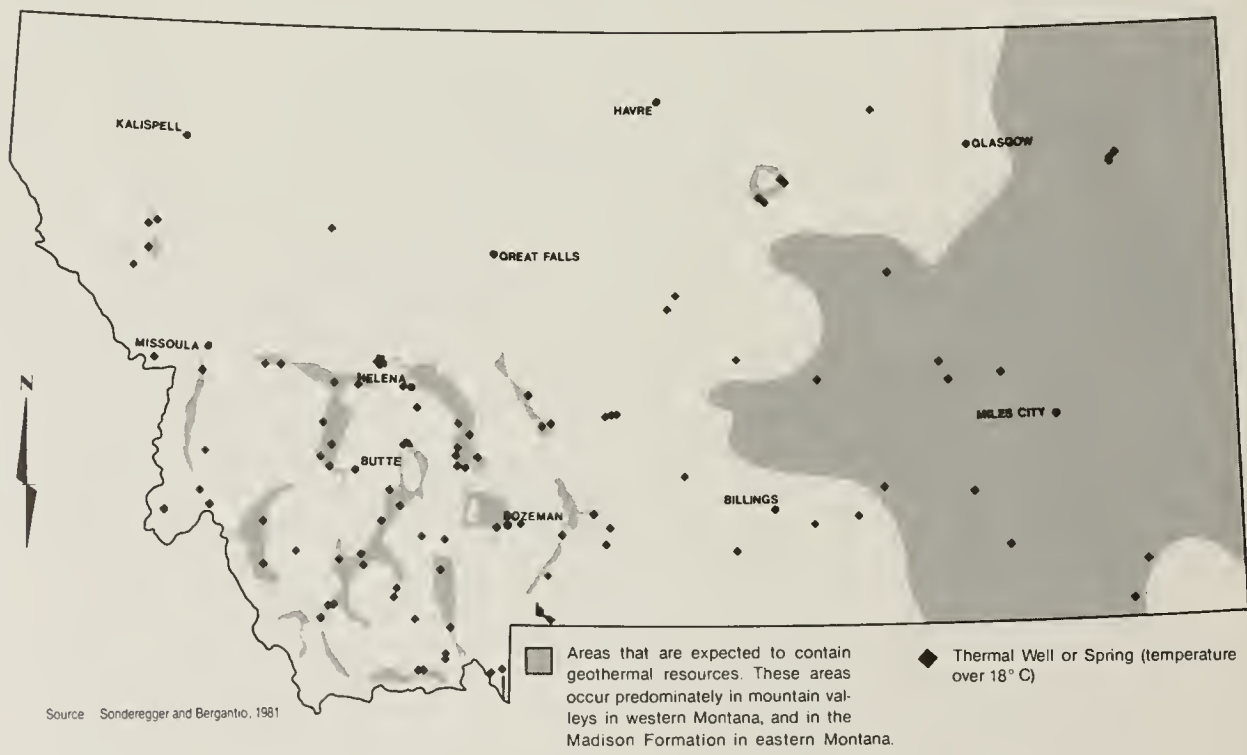 HAVRE
KALISPELL
GLASGOW
GREAT FALLS
MISSOULA
N
HELENA
MILES CITY
BUTTE
BILLINGS
BOZEMAN
Areas that are expected to contain
geothermal resources. These areas
occur predominately in mountain val-
leys in western Montana, and in the
Madison Formation in eastern Montana.
Thermal Well or Spring (temperature
over 18° C)
Source Sonderegger and Bergantio, 1981